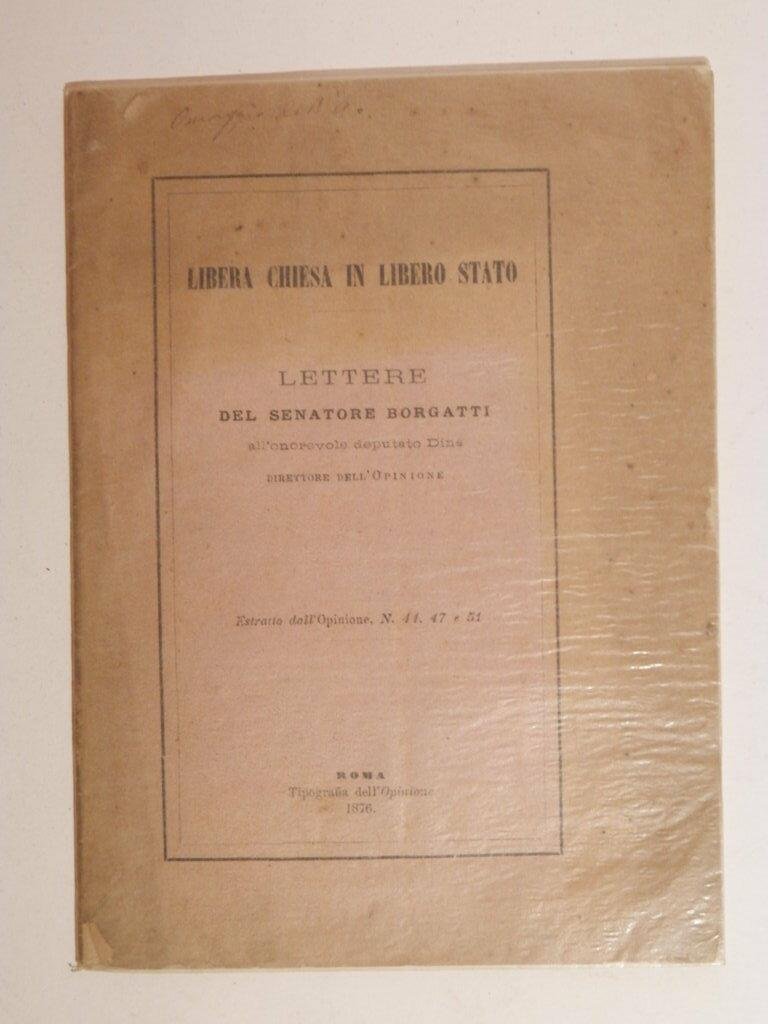 Omaggio
LIBERA CHIESA IN LIBERO STATO
LETTERE
DEL SENATORE BORGATTI
all'onorevole deputato Dina
DIRETTORE DELL'OPINIONE
Estratto dall'Opinione, N. 44, 47 e 51
ROMA
Tipografia dell'Opinione
1876.